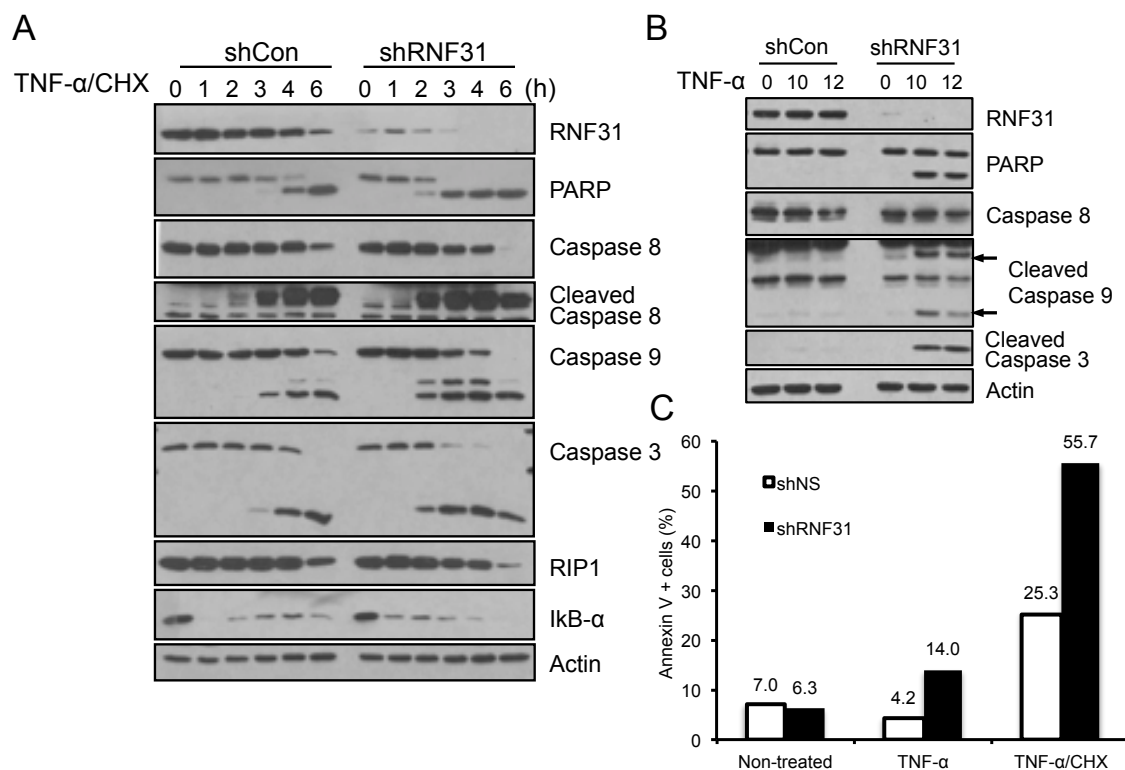 A
shCon shRNF31
TNF-α/CHX 0 1 2 3 4 6 0 1 2 3 4 6 (h)
RNF31
PARP
Caspase 8
Cleaved
Caspase 8
Caspase 9
Caspase 3
RIP1
IkB-α
Actin
B
shCon shRNF31
TNF-α 0 10 12 0 10 12
RNF31
PARP
Caspase 8
Cleaved
Caspase 9
Cleaved
Caspase 3
Actin
C
Annexin V + cells (%)
60
50
40
30
20
10
0
shNS
shRNF31
7.0 6.3
4.2 14.0
25.3 55.7
Non-treated TNF-α TNF-α/CHX